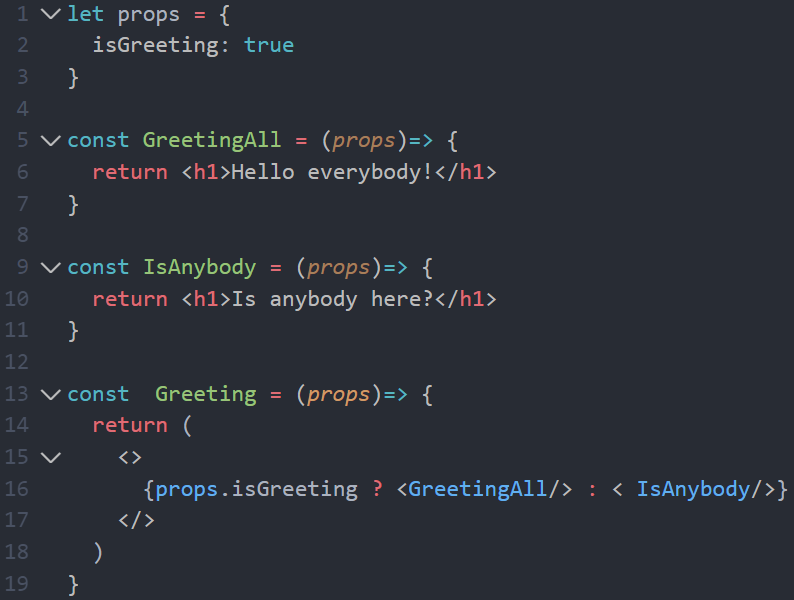 1 let props = {
2   isGreeting: true
3 }
4
5 const GreetingAll = (props)=> {
6   return <h1>Hello everybody!</h1>
7 }
8
9 const IsAnybody = (props)=> {
10   return <h1>Is anybody here?</h1>
11 }
12
13 const  Greeting = (props)=> {
14   return (
15     <>
16       {props.isGreeting ? <GreetingAll/> : < IsAnybody/>}
17     </>
18   )
19 }